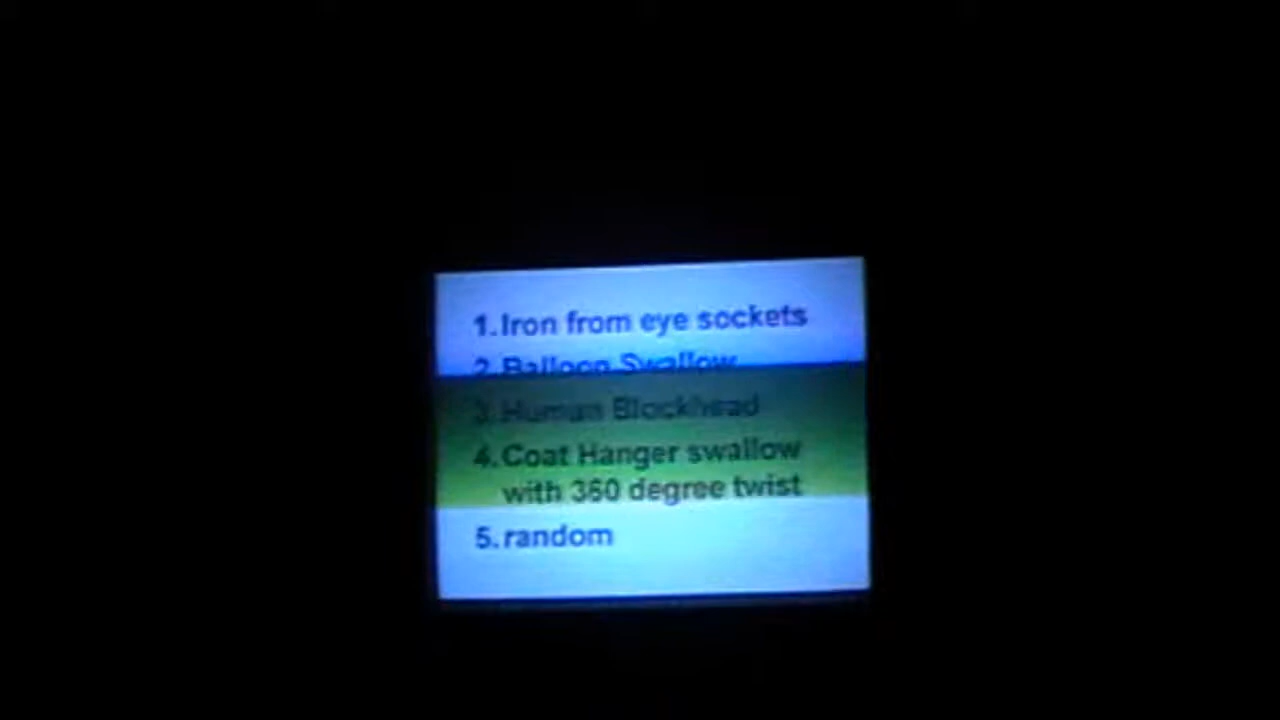 1. Iron from eye sockets
2. Balloon Swallow
3. Human Blockhead
4. Coat Hanger swallow
with 360 degree twist
5. random